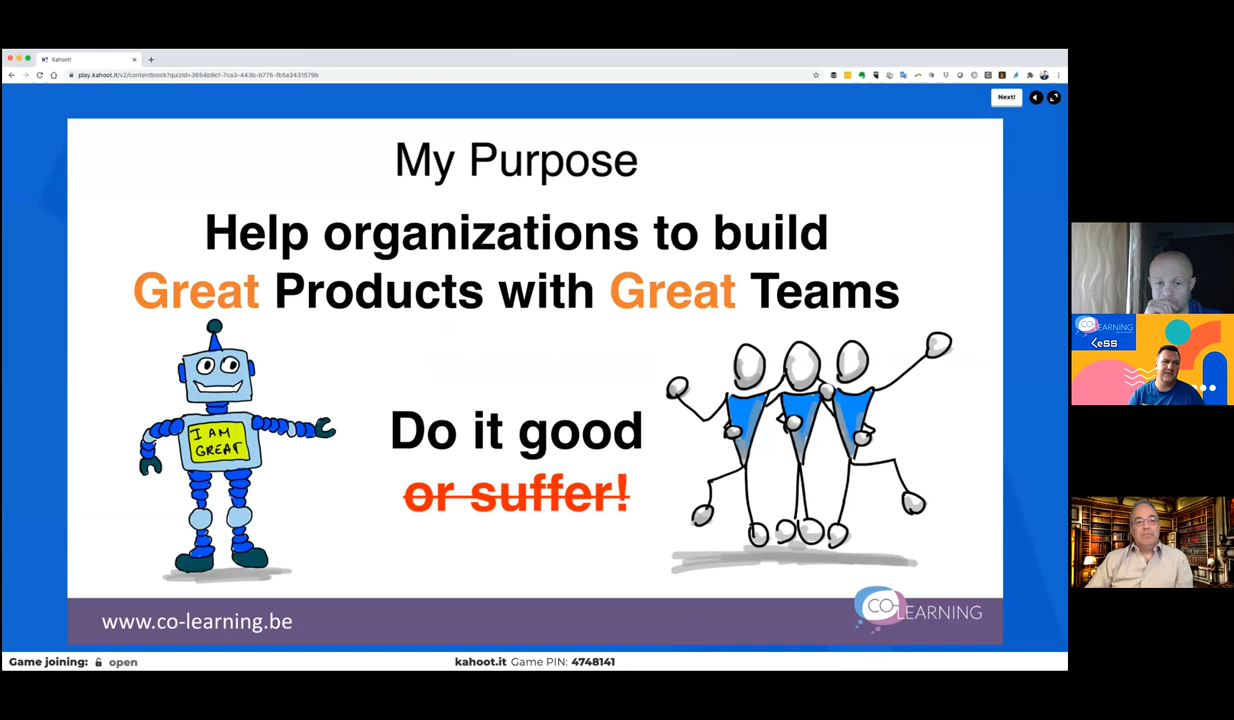 Kahoot!
play.kahoot.it/v2/contentblock?quizId=3654b9cf-7ca3-443b-b775-fb5a3431579b
Next!
My Purpose
Help organizations to build
Great Products with Great Teams
I AM
GREAT
Do it good
or suffer!
www.co-learning.be
CO-LEARNING
Game joining: open
kahoot.it Game PIN: 4748141
CO-LEARNING
LESS